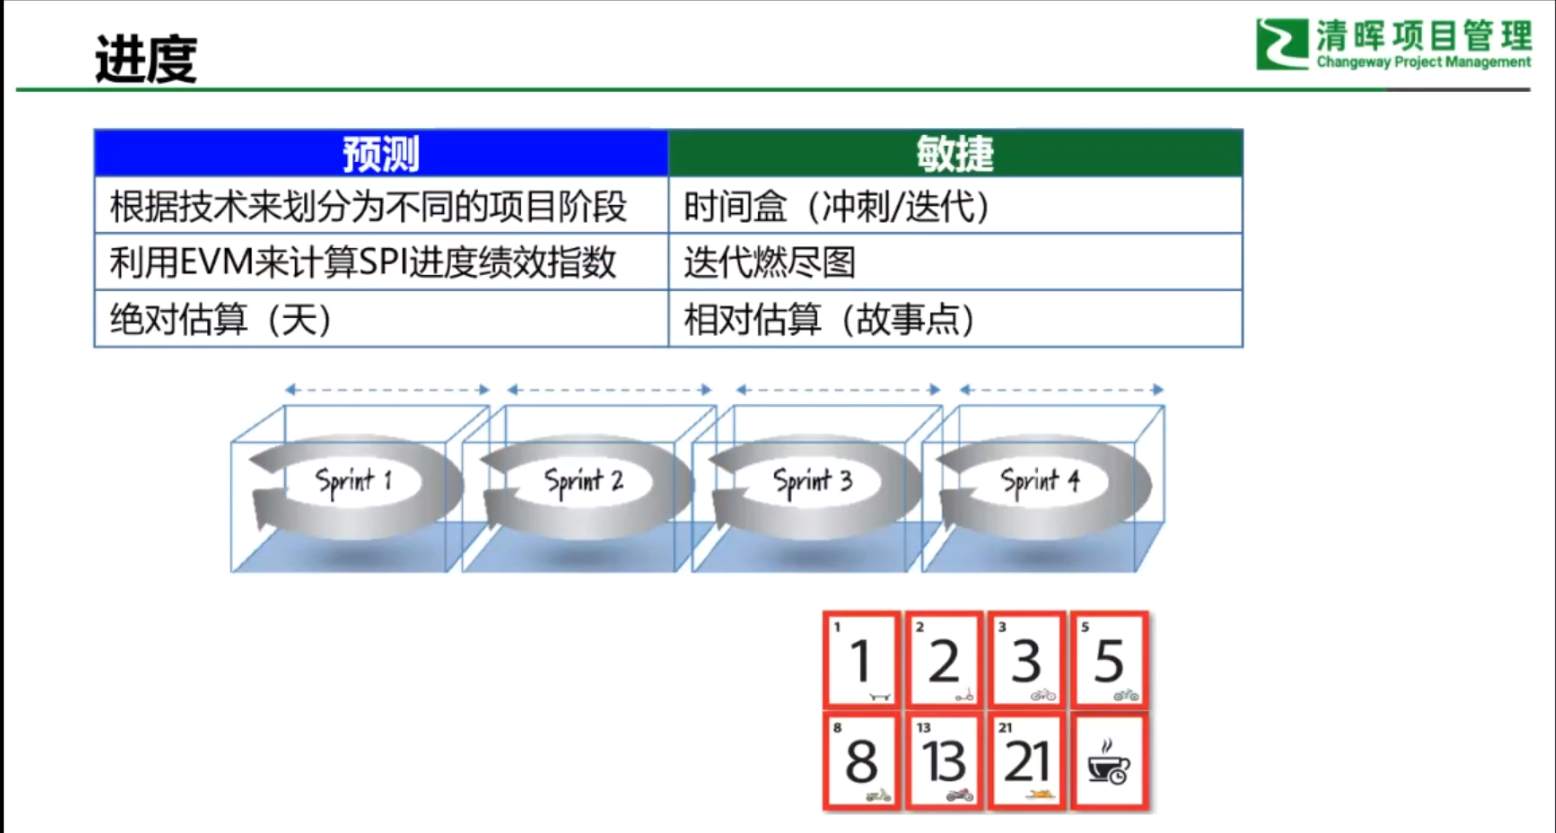 进度
清晖项目管理
Changeway Project Management
预测
敏捷
根据技术来划分为不同的项目阶段
时间盒（冲刺/迭代）
利用EVM来计算SPI进度绩效指数
迭代燃尽图
绝对估算（天）
相对估算（故事点）
Sprint 1
Sprint 2
Sprint 3
Sprint 4
1
1
2
2
3
3
5
5
8
8
13
13
21
21